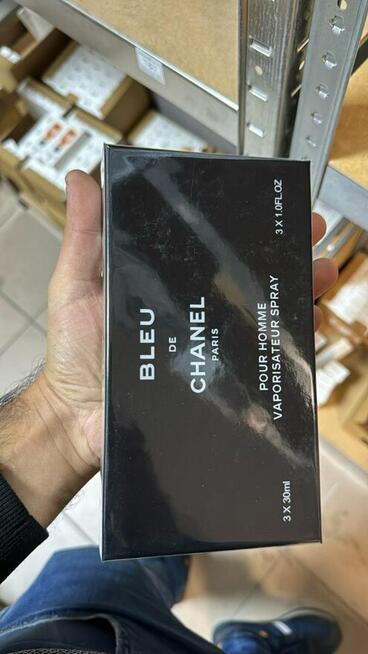 BLEU
DE
CHANEL
PARIS
POUR HOMME
VAPORISATEUR SPRAY
3 X 30ml
3 X 1.0FL.OZ